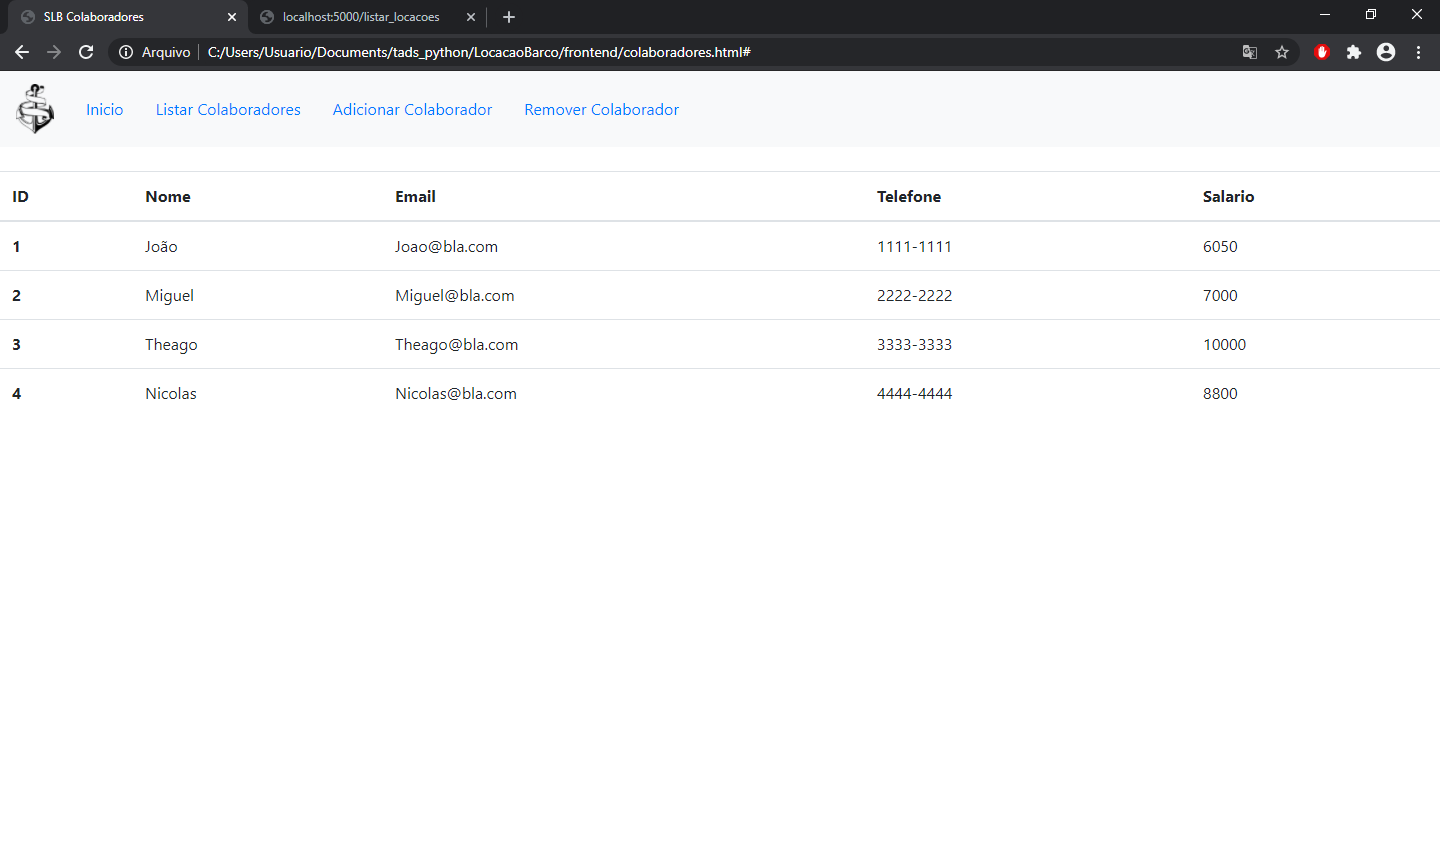 SLB Colaboradores
localhost:5000/listar_locacoes
Arquivo C:/Users/Usuario/Documents/tads_python/LocacaoBarco/frontend/colaboradores.html#
Inicio Listar Colaboradores Adicionar Colaborador Remover Colaborador
ID Nome Email Telefone Salario
1 João Joao@bla.com 1111-1111 6050
2 Miguel Miguel@bla.com 2222-2222 7000
3 Theago Theago@bla.com 3333-3333 10000
4 Nicolas Nicolas@bla.com 4444-4444 8800